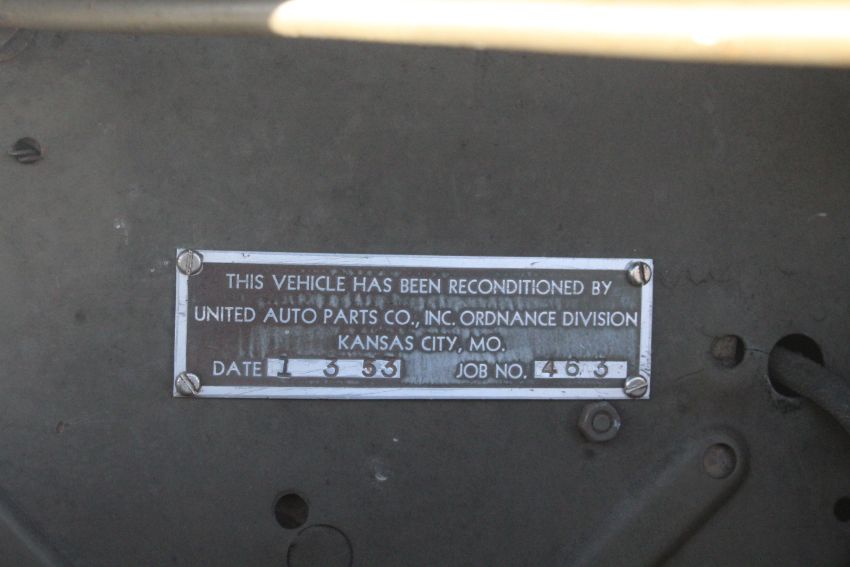 THIS VEHICLE HAS BEEN RECONDITIONED BY
UNITED AUTO PARTS CO., INC. ORDNANCE DIVISION
KANSAS CITY, MO.
DATE 1 3 53 JOB NO. 463